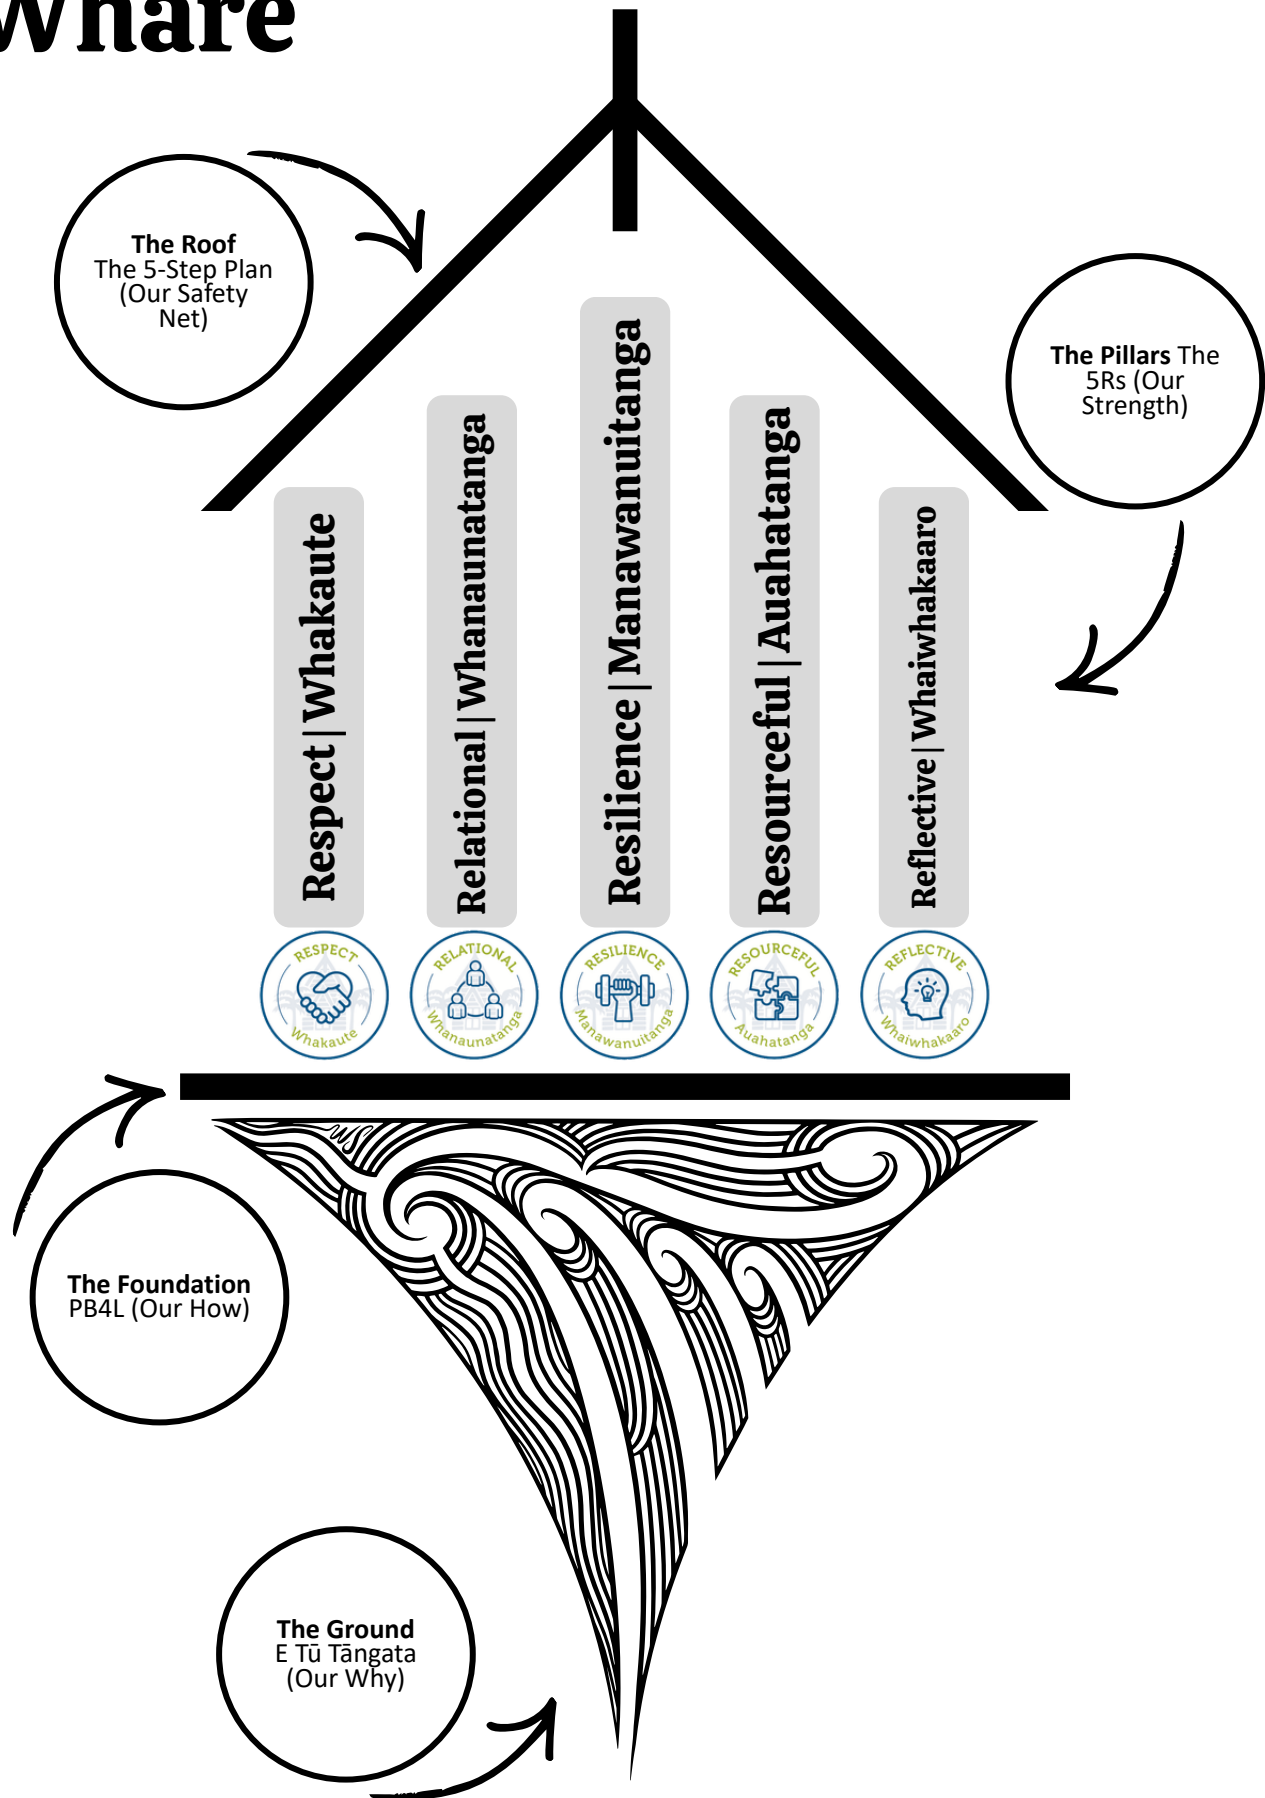 Whare
The Roof
The 5-Step Plan
(Our Safety
Net)
The Pillars The
5Rs (Our
Strength)
Respect|Whakaute
Relational|Whanaunatanga
Resilience|Manawanuitanga
Resourceful|Auahatanga
Reflective|Whaiwhakaaro
RESPECT
Whakaute
RELATIONAL
Whanaunatanga
RESILIENCE
Manawanuitanga
RESOURCEFUL
Auahatanga
REFLECTIVE
Whaiwhakaaro
WS
The Foundation
PB4L (Our How)
The Ground
E Tū Tāngata
(Our Why)